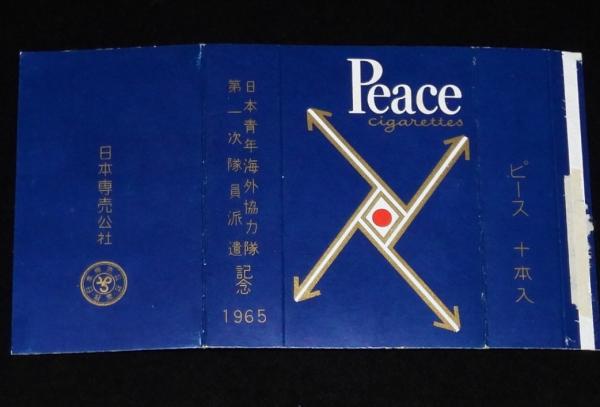 Peace
cigarettes
日本青年海外協力隊
第一次隊員派遣記念
1965
日本専売公社
ピース 十本入